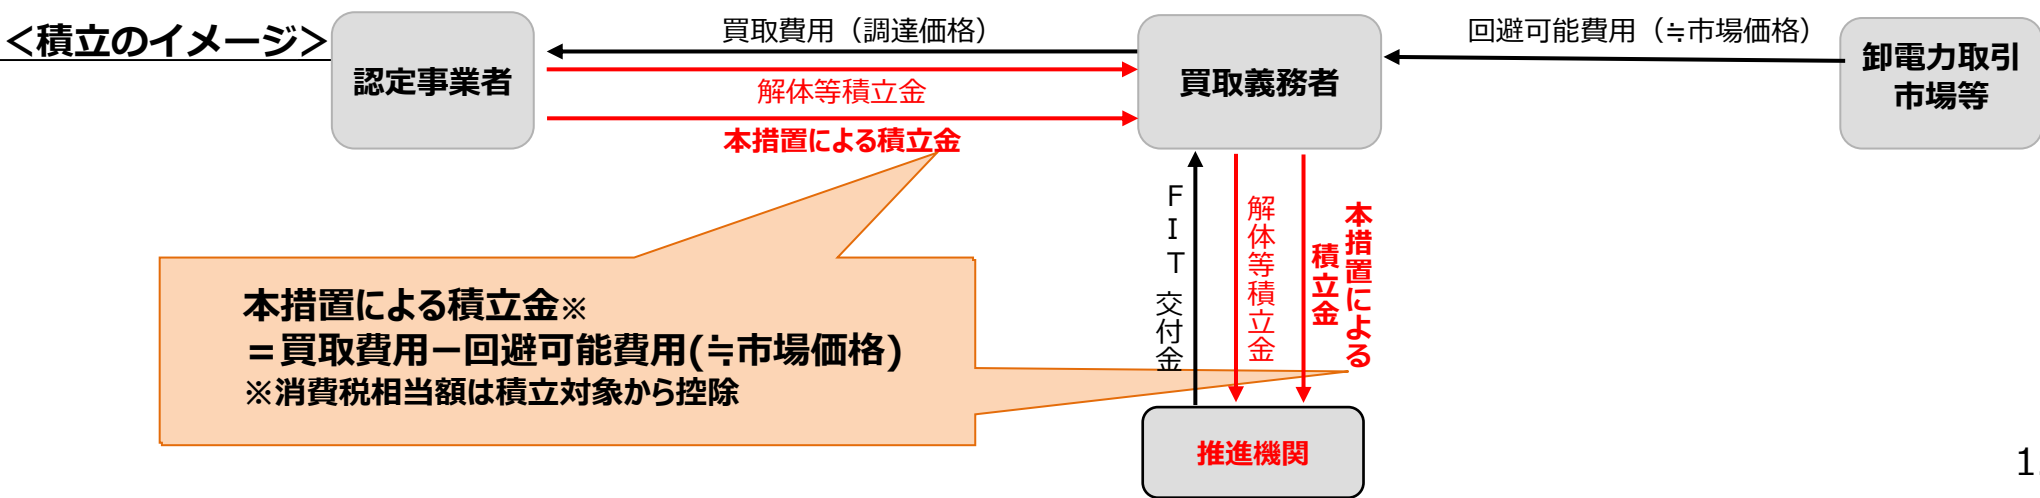 <積立のイメージ>
認定事業者
買取費用（調達価格）
解体等積立金
本措置による積立金
買取義務者
回避可能費用（≒市場価格）
卸電力取引
市場等
FIT交付金
解体等積立金
本措置による
積立金
本措置による積立金※
＝買取費用ー回避可能費用(≒市場価格)
※消費税相当額は積立対象から控除
推進機関